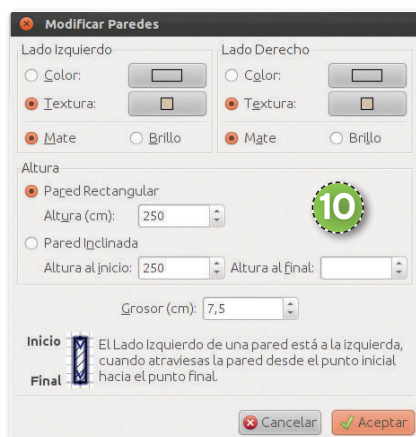 Modificar Paredes
Lado Izquierdo Lado Derecho
Color: Color:
Textura: Textura:
Mate Brillo Mate Brillo
Altura
Pared Rectangular
Altura (cm): 250
10
Pared Inclinada
Altura al inicio: 250 Altura al final:
Grosor (cm): 7,5
Inicio
Final
El Lado Izquierdo de una pared está a la izquierda,
cuando atraviesas la pared desde el punto inicial
hacia el punto final.
Cancelar Aceptar